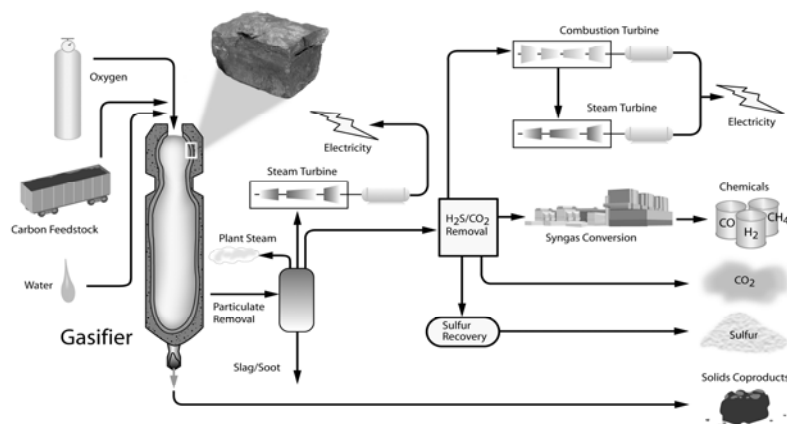 Oxygen
Carbon Feedstock
Water
Gasifier
Particulate
Removal
Slag/Soot
Plant Steam
Steam Turbine
Electricity
H2S/CO2
Removal
Sulfur
Recovery
Combustion Turbine
Steam Turbine
Electricity
Syngas Conversion
Chemicals
CO
H2
CH4
CO2
Sulfur
Solids Coproducts